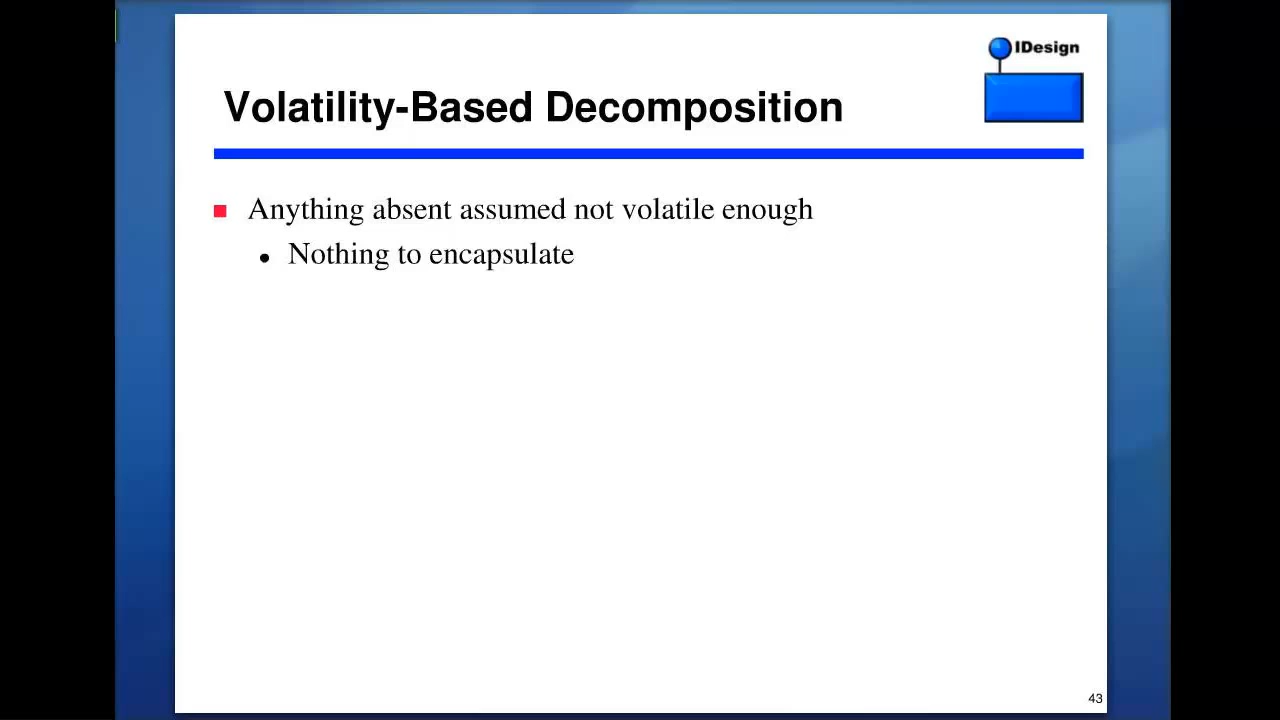 IDesign
Volatility-Based Decomposition
Anything absent assumed not volatile enough
Nothing to encapsulate
43